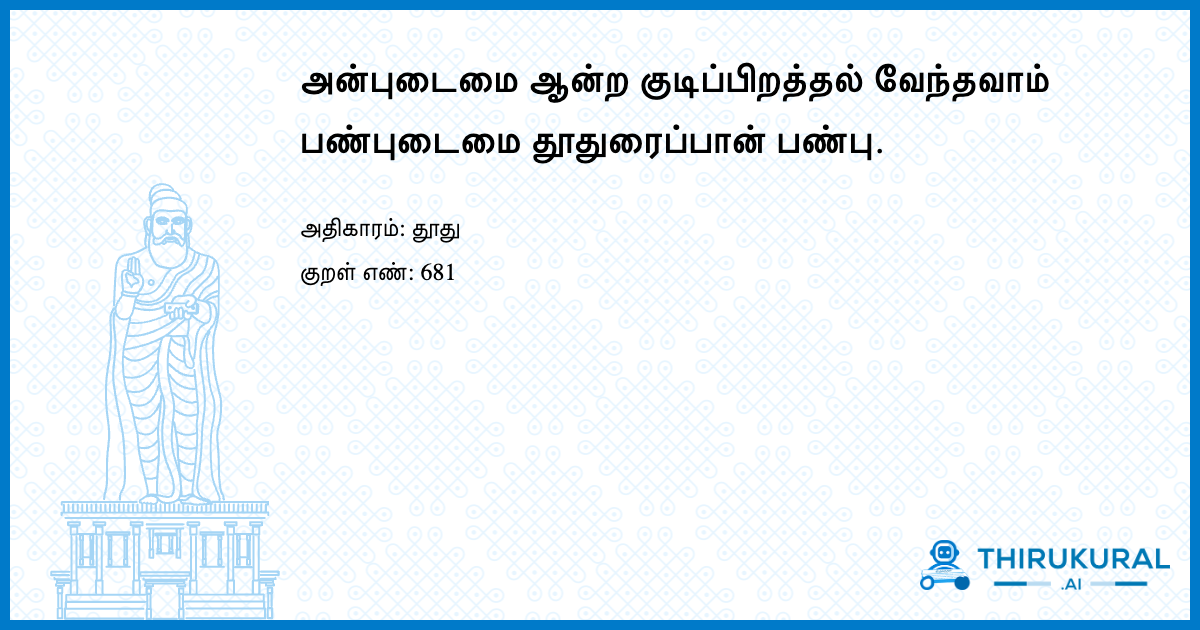 அன்புடைமை ஆன்ற குடிப்பிறத்தல் வேந்தவாம்
பண்புடைமை தூதுரைப்பான் பண்பு.
அதிகாரம்: தூது
குறள் எண்: 681
THIRUKURAL
.AI